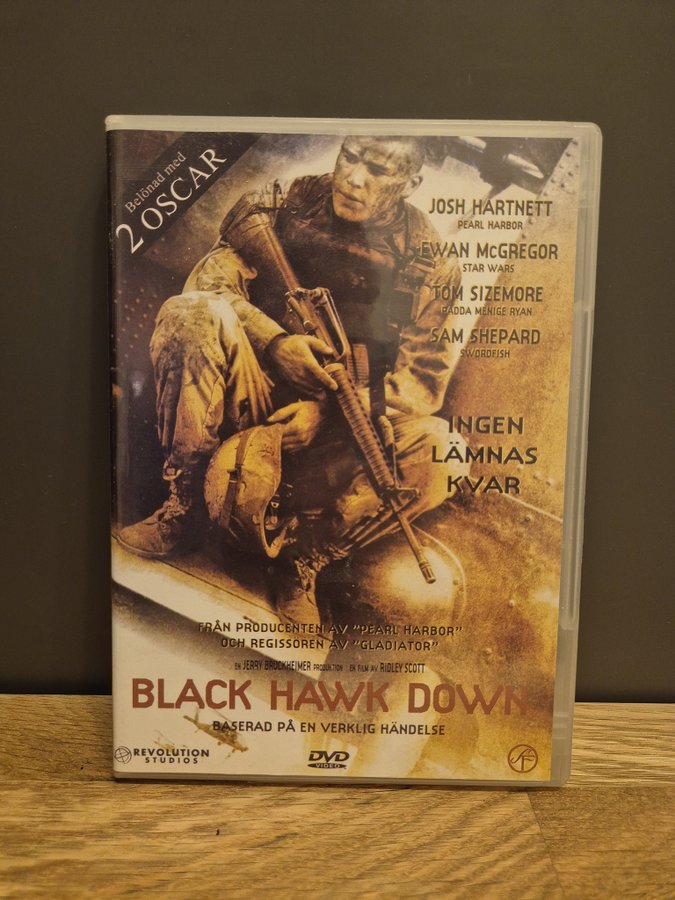 Belönad med
2 OSCAR
JOSH HARTNETT
PEARL HARBOR
EWAN McGREGOR
STAR WARS
TOM SIZEMORE
RÄDDA MENIGE RYAN
SAM SHEPARD
SWORDFISH
INGEN
LÄMNAS
KVAR
FRÅN PRODUCENTEN AV "PEARL HARBOR"
OCH REGISSÖREN AV "GLADIATOR"
EN JERRY BRUCKHEIMER PRODUKTION EN FILM AV RIDLEY SCOTT
BLACK HAWK DOWN
BASERAD PÅ EN VERKLIG HÄNDELSE
REVOLUTION
STUDIOS
DVD
VIDEO
SF